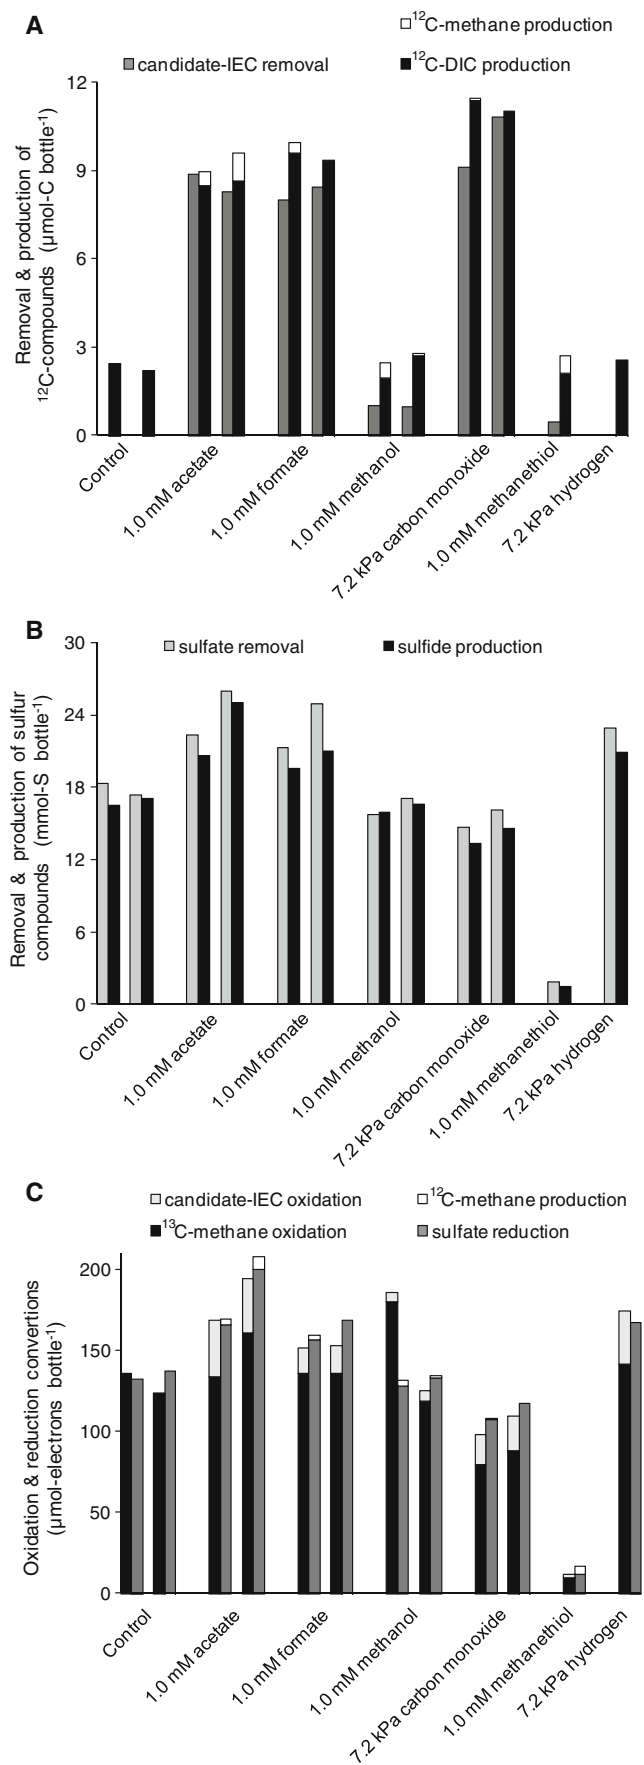 A
¹²C-methane production
candidate-IEC removal
¹²C-DIC production
Removal & production of
¹²C-compounds (µmol-C bottle⁻¹)
12
9
6
3
0
Control
1.0 mM acetate
1.0 mM formate
1.0 mM methanol
7.2 kPa carbon monoxide
1.0 mM methanethiol
7.2 kPa hydrogen
B
sulfate removal
sulfide production
Removal & production of sulfur
compounds (mmol-S bottle⁻¹)
30
24
18
12
6
0
Control
1.0 mM acetate
1.0 mM formate
1.0 mM methanol
7.2 kPa carbon monoxide
1.0 mM methanethiol
7.2 kPa hydrogen
C
candidate-IEC oxidation
¹²C-methane production
¹³C-methane oxidation
sulfate reduction
Oxidation & reduction convertions
(µmol-electrons bottle⁻¹)
200
150
100
50
0
Control
1.0 mM acetate
1.0 mM formate
1.0 mM methanol
7.2 kPa carbon monoxide
1.0 mM methanethiol
7.2 kPa hydrogen